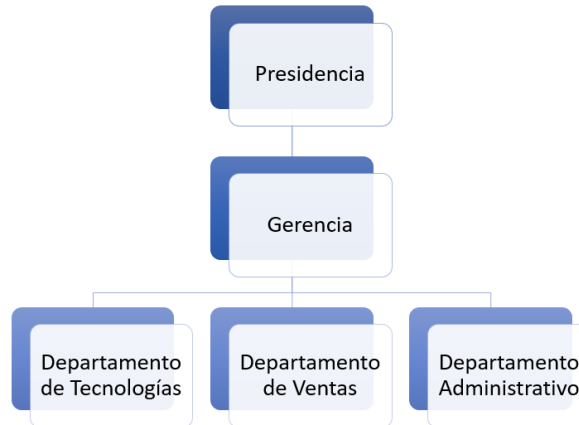 Presidencia
Gerencia
Departamento
de Tecnologías
Departamento
de Ventas
Departamento
Administrativo